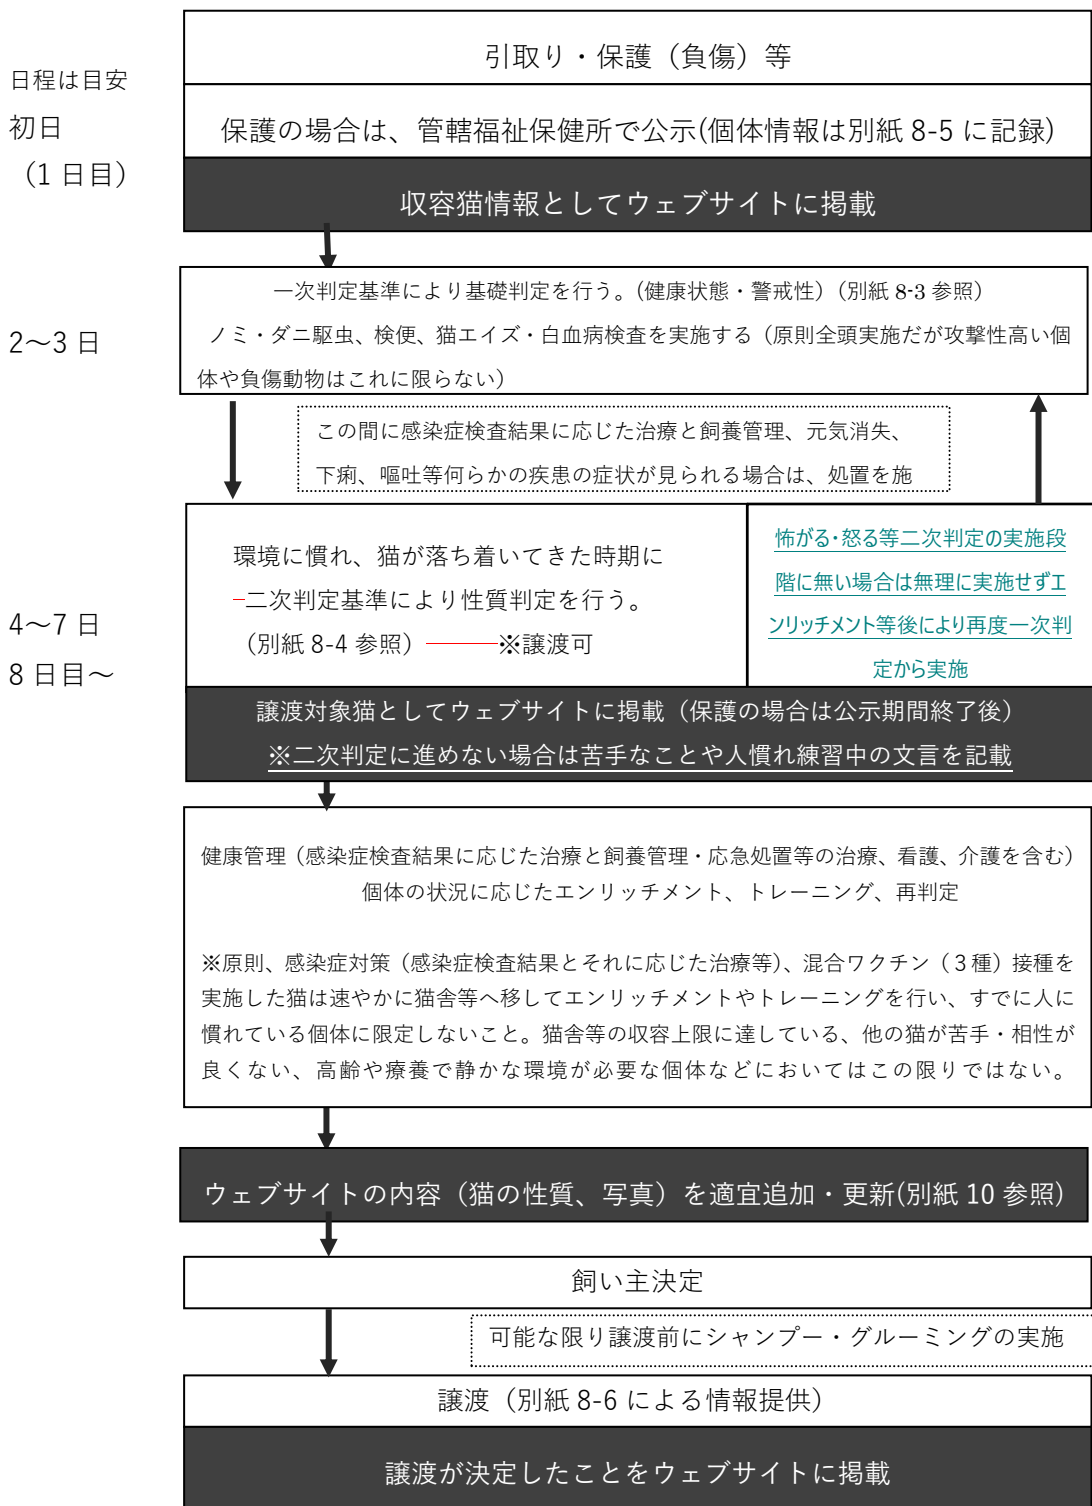 引取り・保護（負傷）等
日程は目安
初日
（1 日目）
保護の場合は、管轄福祉保健所で公示(個体情報は別紙 8-5 に記録)
収容猫情報としてウェブサイトに掲載
2～3 日
一次判定基準により基礎判定を行う。(健康状態・警戒性) (別紙 8-3 参照)
ノミ・ダニ駆虫、検便、猫エイズ・白血病検査を実施する（原則全頭実施だが攻撃性高い個
体や負傷動物はこれに限らない）
この間に感染症検査結果に応じた治療と飼養管理、元気消失、
下痢、嘔吐等何らかの疾患の症状が見られる場合は、処置を施
4～7 日
8 日目～
環境に慣れ、猫が落ち着いてきた時期に
−二次判定基準により性質判定を行う。
（別紙 8-4 参照）———※譲渡可
怖がる・怒る等二次判定の実施段
階に無い場合は無理に実施せずエ
ンリッチメント等後により再度一次判
定から実施
譲渡対象猫としてウェブサイトに掲載（保護の場合は公示期間終了後）
※二次判定に進めない場合は苦手なことや人慣れ練習中の文言を記載
健康管理（感染症検査結果に応じた治療と飼養管理・応急処置等の治療、看護、介護を含む）
個体の状況に応じたエンリッチメント、トレーニング、再判定
※原則、感染症対策（感染症検査結果とそれに応じた治療等）、混合ワクチン（３種）接種を
実施した猫は速やかに猫舎等へ移してエンリッチメントやトレーニングを行い、すでに人に
慣れている個体に限定しないこと。猫舎等の収容上限に達している、他の猫が苦手・相性が
良くない、高齢や療養で静かな環境が必要な個体などにおいてはこの限りではない。
ウェブサイトの内容（猫の性質、写真）を適宜追加・更新(別紙 10 参照)
飼い主決定
可能な限り譲渡前にシャンプー・グルーミングの実施
譲渡（別紙 8-6 による情報提供）
譲渡が決定したことをウェブサイトに掲載